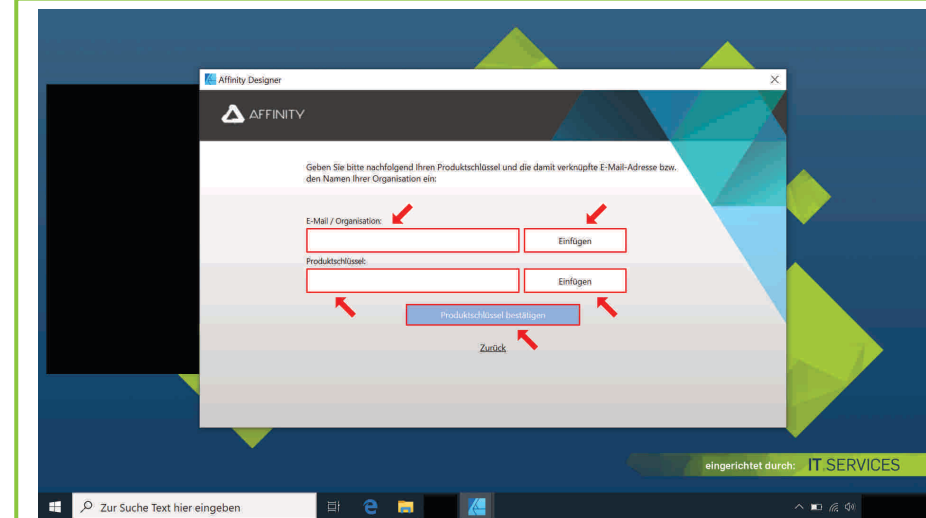 Affinity Designer
AFFINITY
Geben Sie bitte nachfolgend Ihren Produktschlüssel und die damit verknüpfte E-Mail-Adresse bzw.
den Namen Ihrer Organisation ein:
E-Mail / Organisation:
Einfügen
Produktschlüssel:
Einfügen
Produktschlüssel bestätigen
Zurück
eingerichtet durch: IT.SERVICES
Zur Suche Text hier eingeben